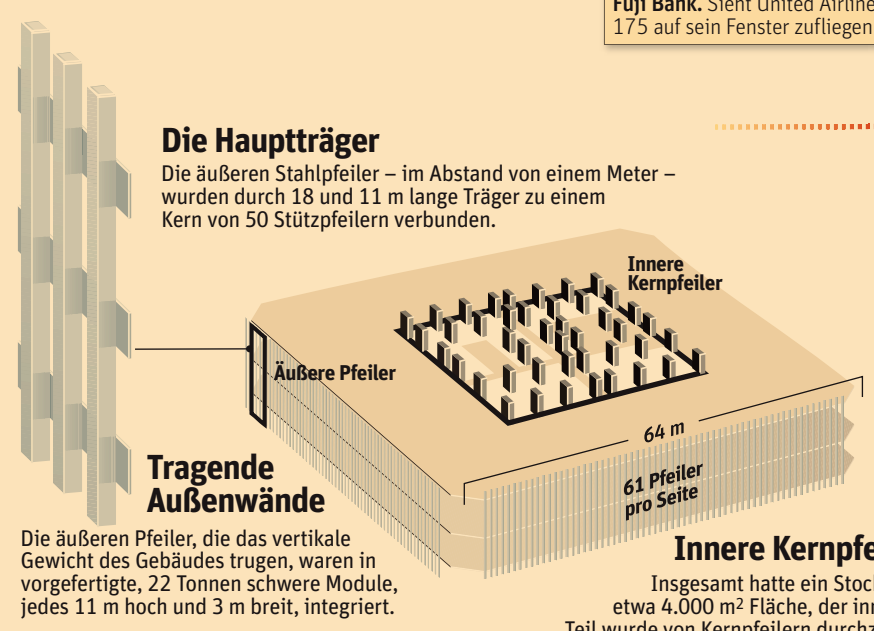 Fuji Bank. Sieht United Airline
175 auf sein Fenster zufliegen
Die Hauptträger
Die äußeren Stahlpfeiler – im Abstand von einem Meter –
wurden durch 18 und 11 m lange Träger zu einem
Kern von 50 Stützpfeilern verbunden.
Innere
Kernpfeiler
Äußere Pfeiler
64 m
61 Pfeiler
pro Seite
Tragende
Außenwände
Die äußeren Pfeiler, die das vertikale
Gewicht des Gebäudes trugen, waren in
vorgefertigte, 22 Tonnen schwere Module,
jedes 11 m hoch und 3 m breit, integriert.
Innere Kernpfe
Insgesamt hatte ein Stoc
etwa 4.000 m² Fläche, der inn
Teil wurde von Kernpfeilern durchz